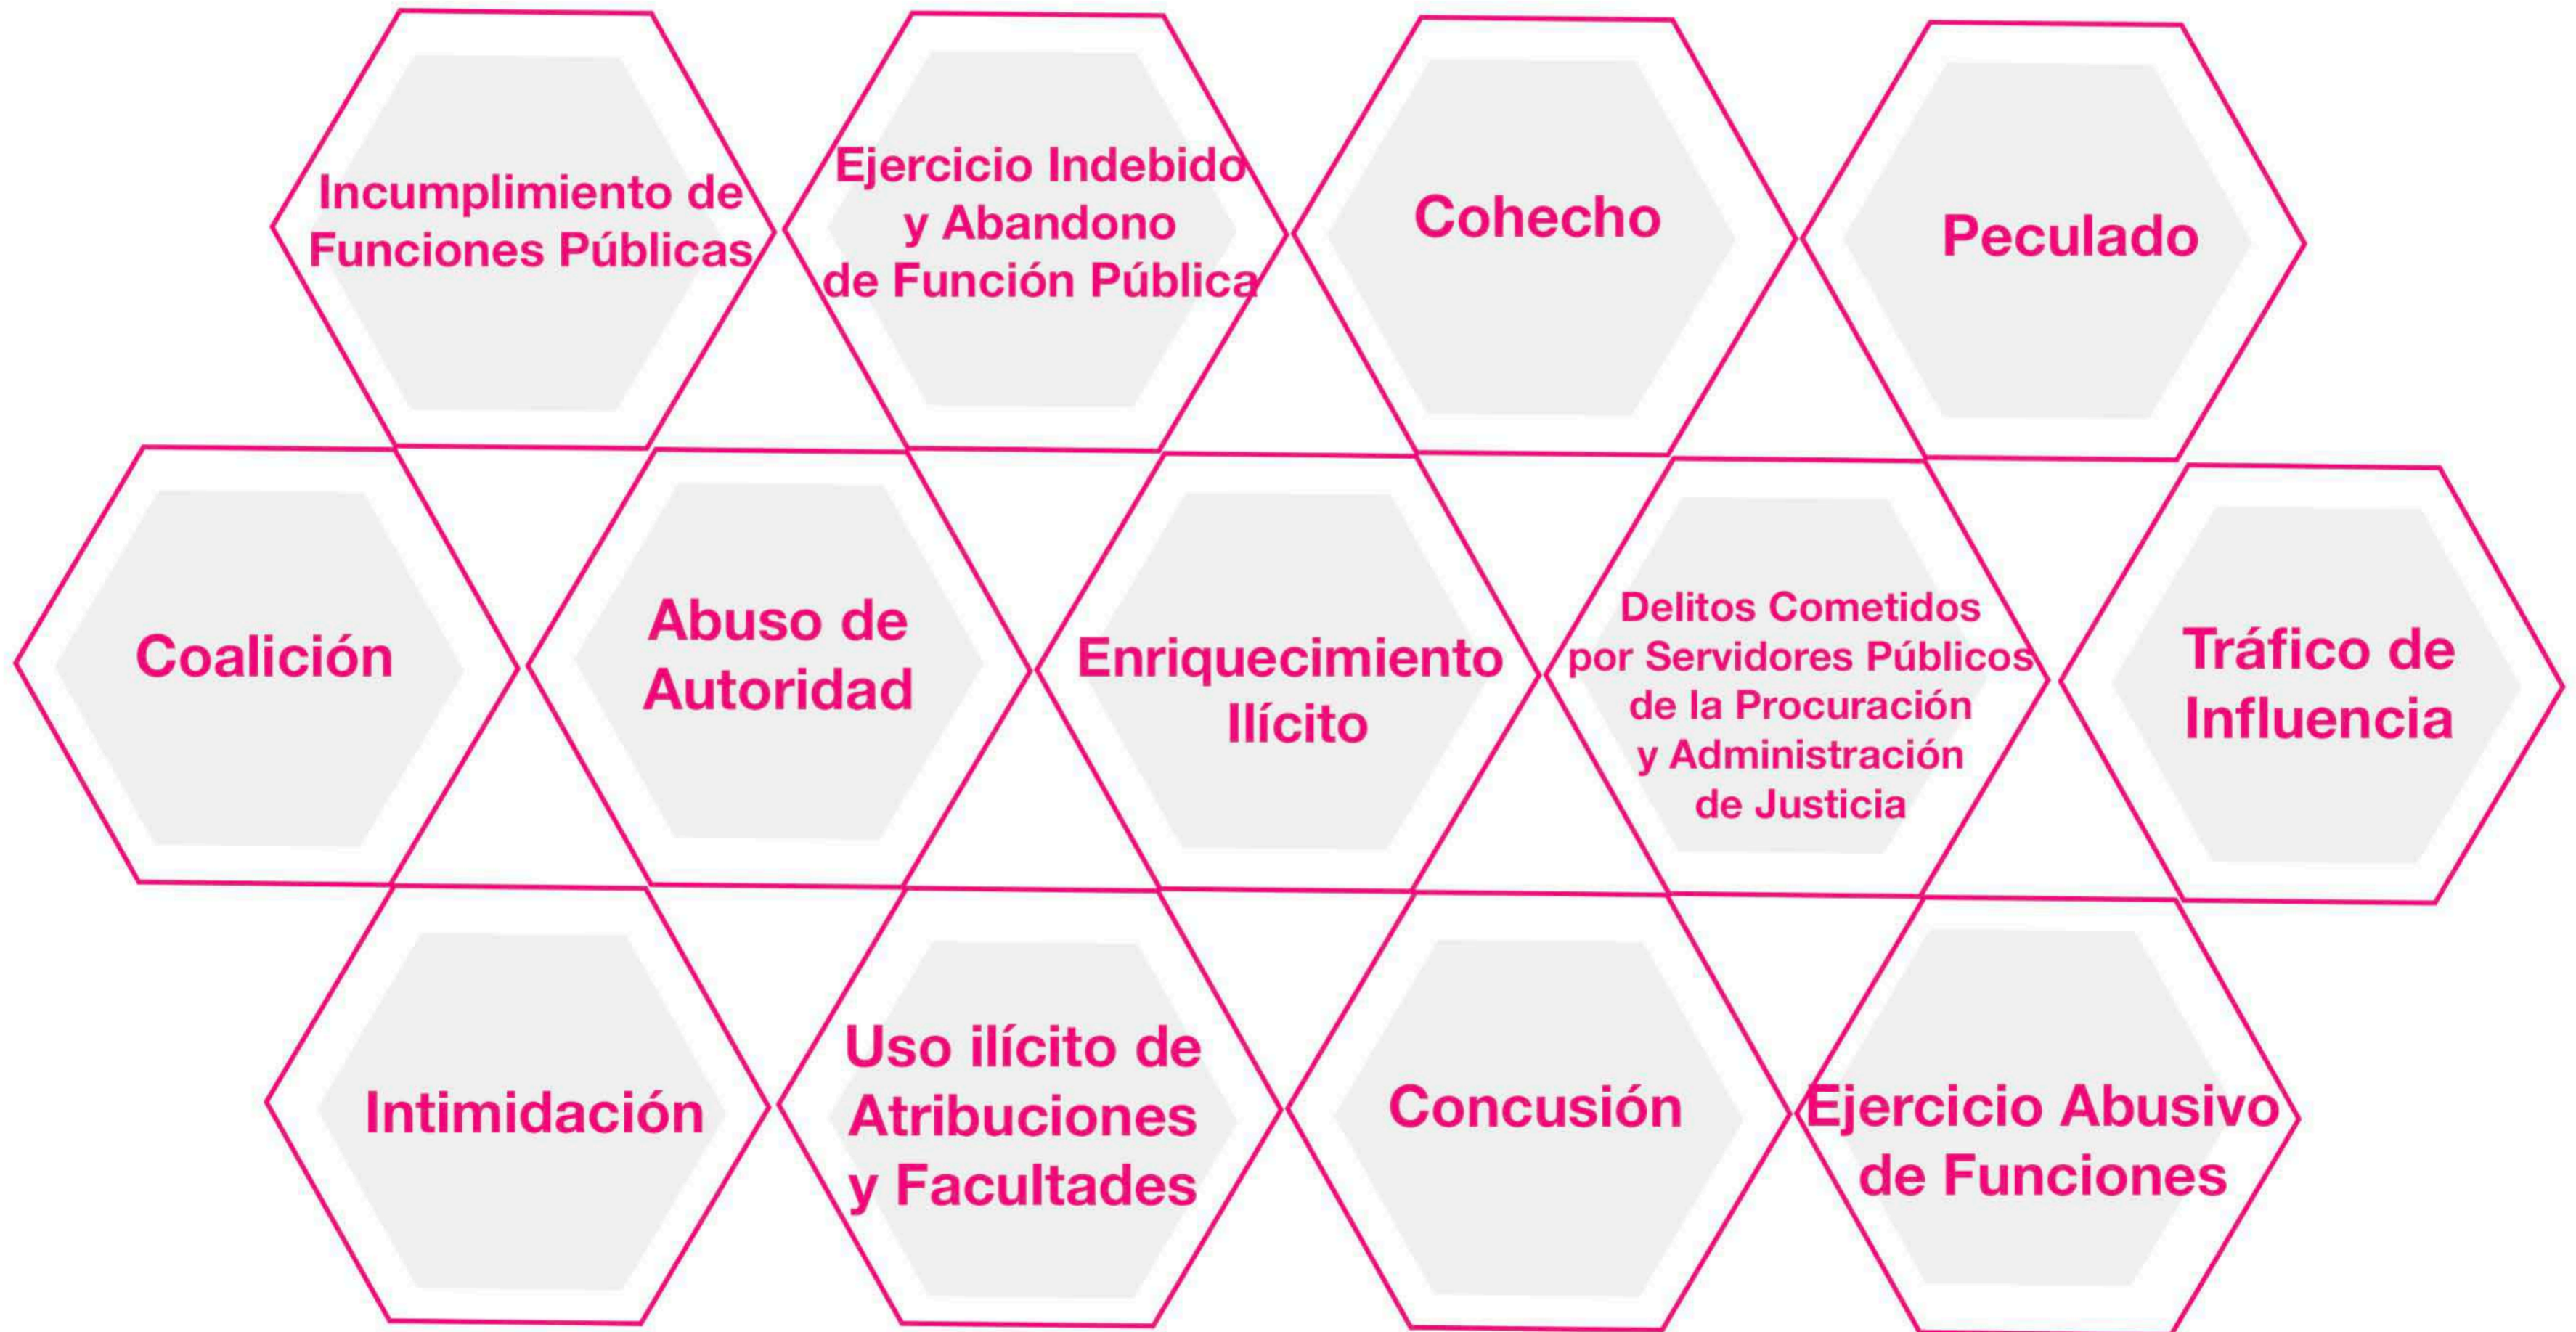 Incumplimiento de
Funciones Públicas
Ejercicio Indebido
y Abandono
de Función Pública
Cohecho
Peculado
Coalición
Abuso de
Autoridad
Enriquecimiento
Ilícito
Delitos Cometidos
por Servidores Públicos
de la Procuración
y Administración
de Justicia
Tráfico de
Influencia
Intimidación
Uso ilícito de
Atribuciones
y Facultades
Concusión
Ejercicio Abusivo
de Funciones